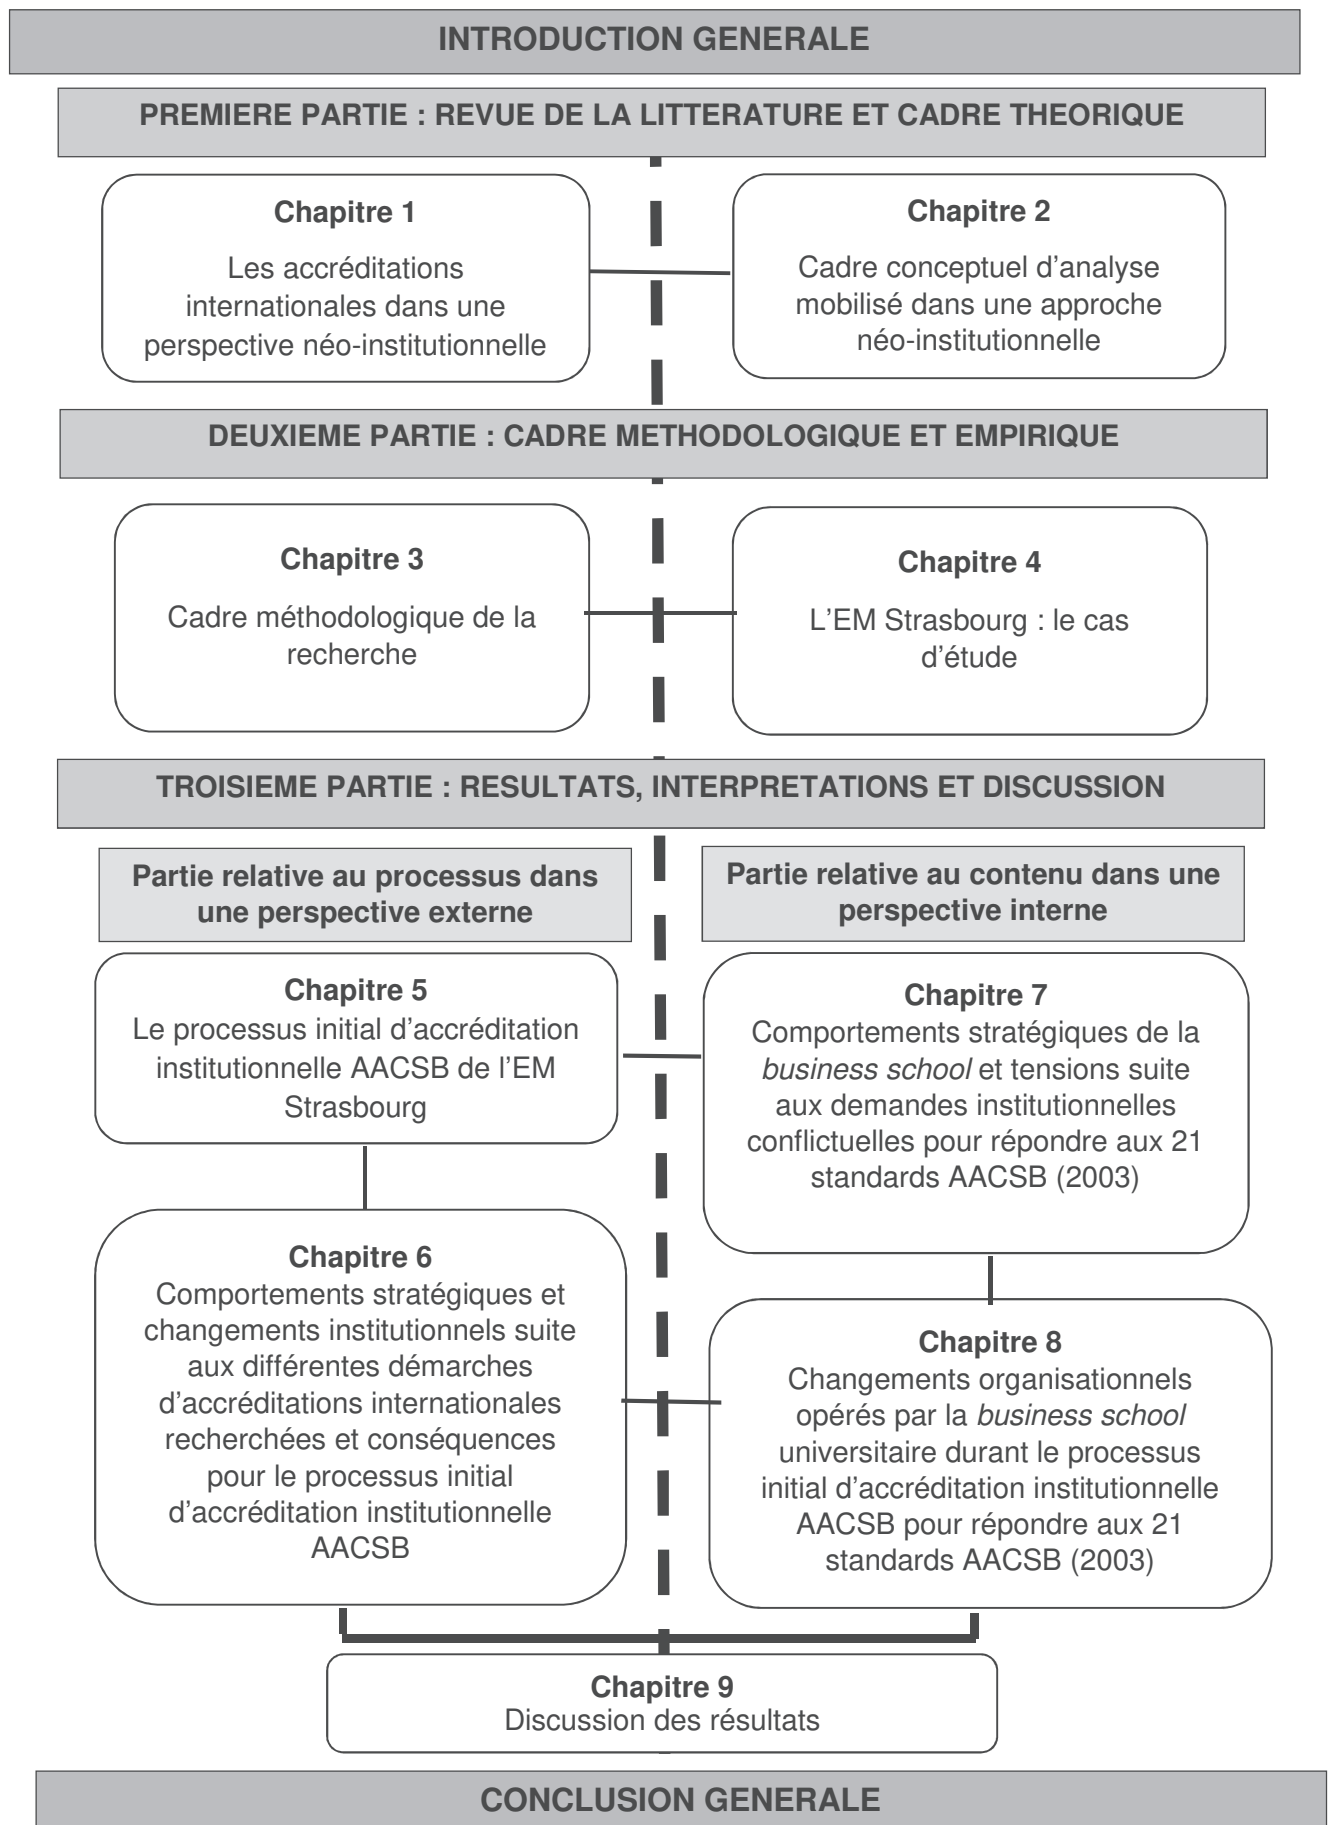 INTRODUCTION GENERALE
PREMIERE PARTIE : REVUE DE LA LITTERATURE ET CADRE THEORIQUE
Chapitre 1
Les accréditations
internationales dans une
perspective néo-institutionnelle
Chapitre 2
Cadre conceptuel d’analyse
mobilisé dans une approche
néo-institutionnelle
DEUXIEME PARTIE : CADRE METHODOLOGIQUE ET EMPIRIQUE
Chapitre 3
Cadre méthodologique de la
recherche
Chapitre 4
L’EM Strasbourg : le cas
d’étude
TROISIEME PARTIE : RESULTATS, INTERPRETATIONS ET DISCUSSION
Partie relative au processus dans
une perspective externe
Partie relative au contenu dans une
perspective interne
Chapitre 5
Le processus initial d’accréditation
institutionnelle AACSB de l’EM
Strasbourg
Chapitre 7
Comportements stratégiques de la
business school et tensions suite
aux demandes institutionnelles
conflictuelles pour répondre aux 21
standards AACSB (2003)
Chapitre 6
Comportements stratégiques et
changements institutionnels suite
aux différentes démarches
d’accréditations internationales
recherchées et conséquences
pour le processus initial
d’accréditation institutionnelle
AACSB
Chapitre 8
Changements organisationnels
opérés par la business school
universitaire durant le processus
initial d’accréditation institutionnelle
AACSB pour répondre aux 21
standards AACSB (2003)
Chapitre 9
Discussion des résultats
CONCLUSION GENERALE